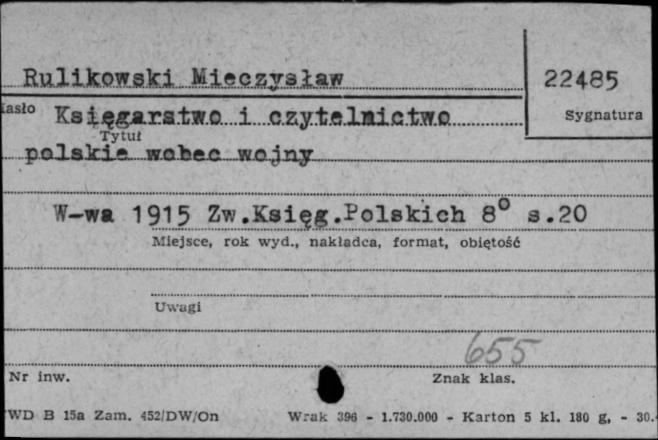 Rulikowski Mieczysław
22485
Hasło
Księgarstwo i czytelnictwo
Sygnatura
Tytuł
polskie wobec wojny
W-wa 1915 Zw.Księg.Polskich 8° s.20
Miejsce, rok wyd., nakładca, format, objętość
Uwagi
655
Nr inw.
Znak klas.
WD B 15a Zam. 452/DW/On Wrak 396 - 1.730.000 - Karton 5 kl. 180 g, - 30.